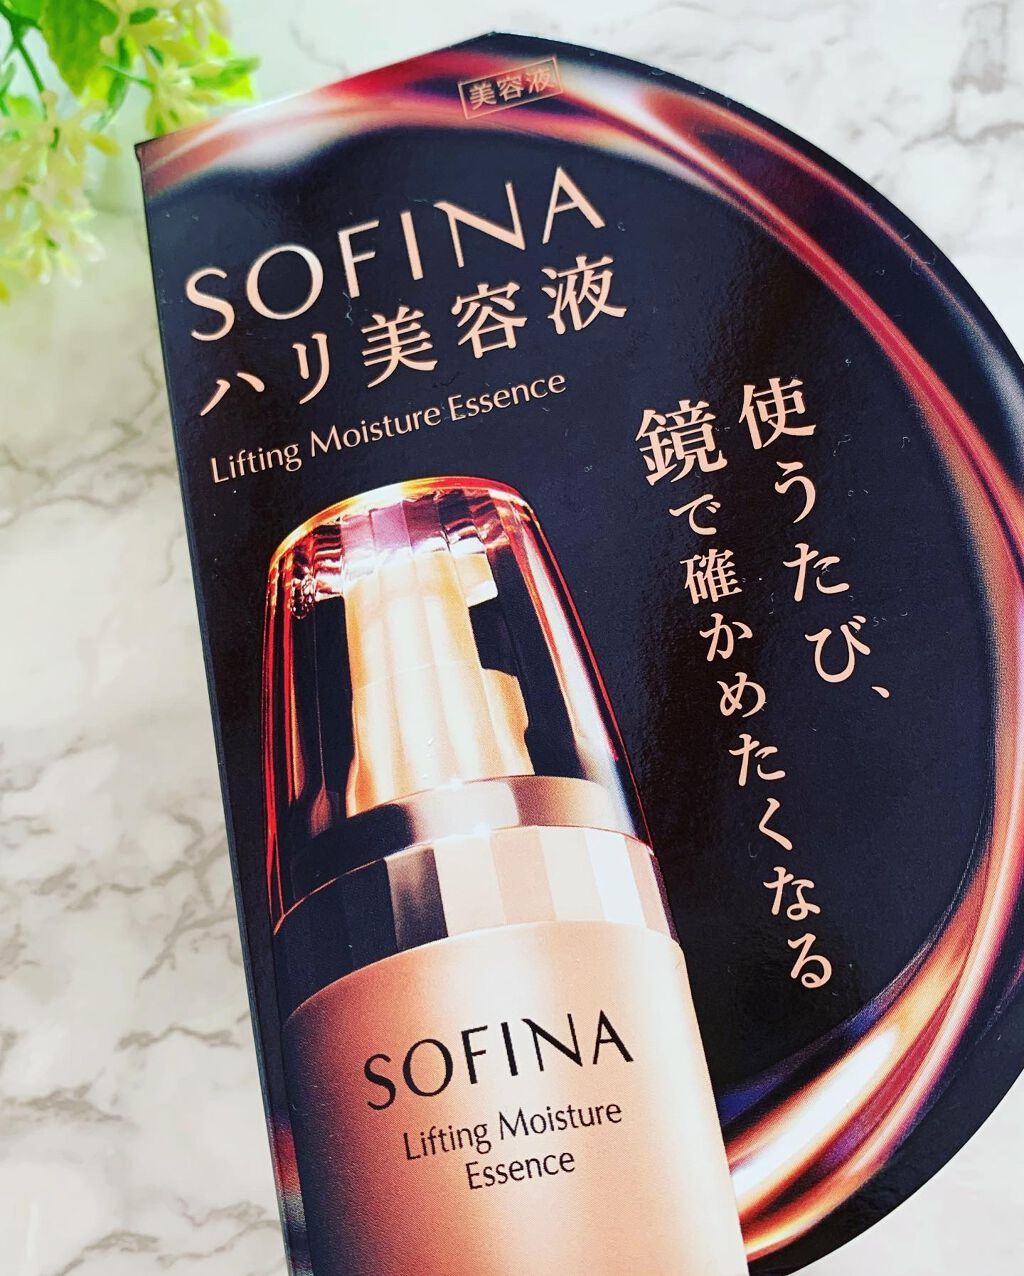 美容液
SOFINA
ハリ美容液
Lifting Moisture Essence
使うたび、
鏡で確かめたくなる
SOFINA
Lifting Moisture
Essence